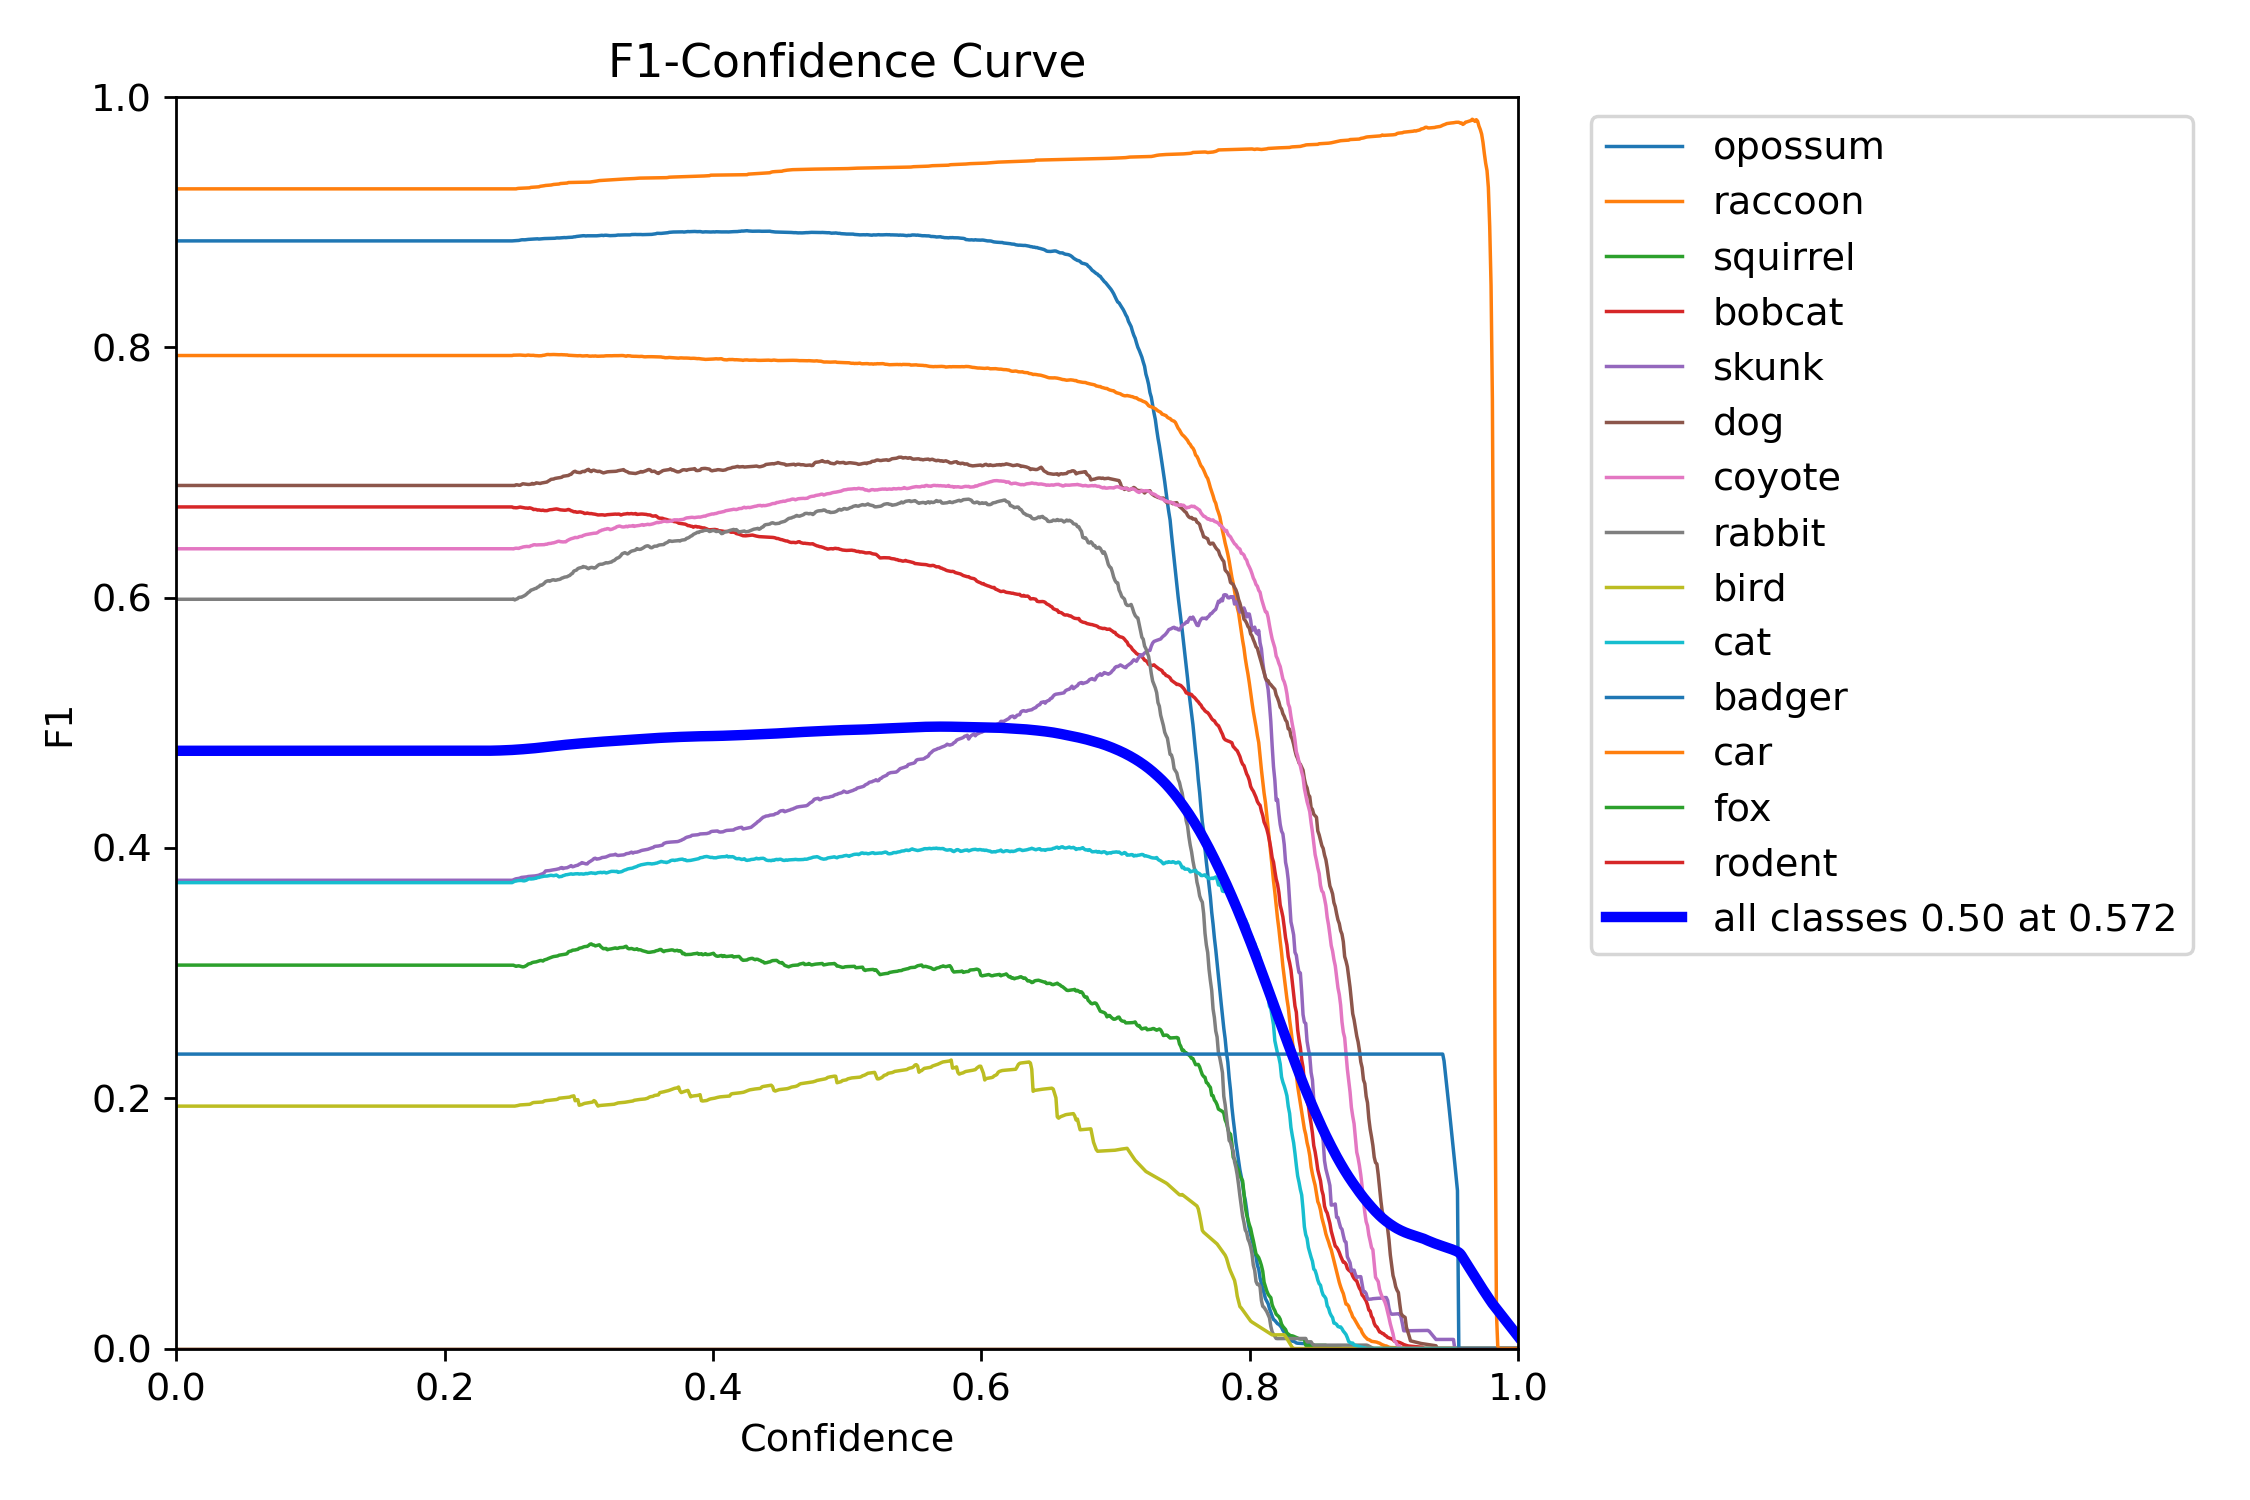 F1-Confidence Curve
1.0
0.8
0.6
0.4
0.2
0.0
F1
0.0 0.2 0.4 0.6 0.8 1.0
Confidence
opossum
raccoon
squirrel
bobcat
skunk
dog
coyote
rabbit
bird
cat
badger
car
fox
rodent
all classes 0.50 at 0.572